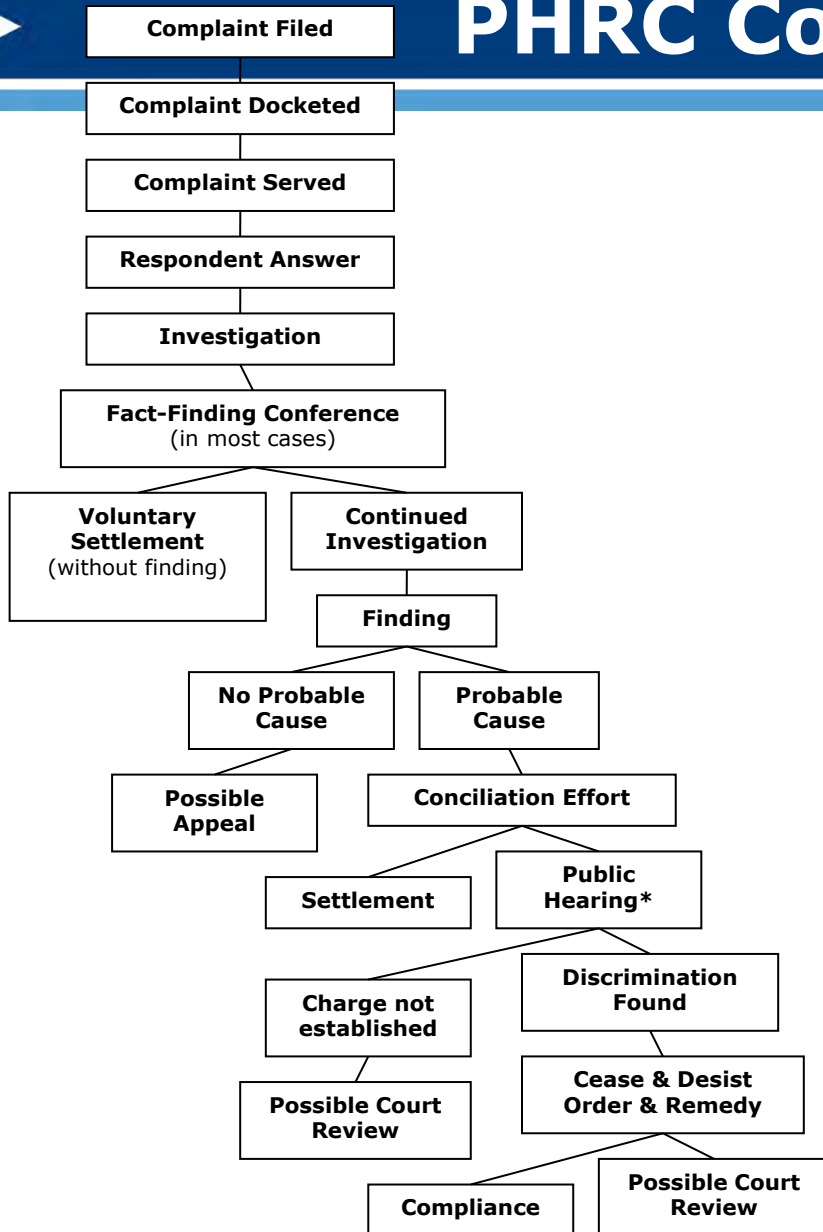 PHRC Co
Complaint Filed
Complaint Docketed
Complaint Served
Respondent Answer
Investigation
Fact-Finding Conference
(in most cases)
Voluntary
Settlement
(without finding)
Continued
Investigation
Finding
No Probable
Cause
Probable
Cause
Possible
Appeal
Conciliation Effort
Settlement
Public
Hearing*
Charge not
established
Discrimination
Found
Possible Court
Review
Cease & Desist
Order & Remedy
Compliance
Possible Court
Review